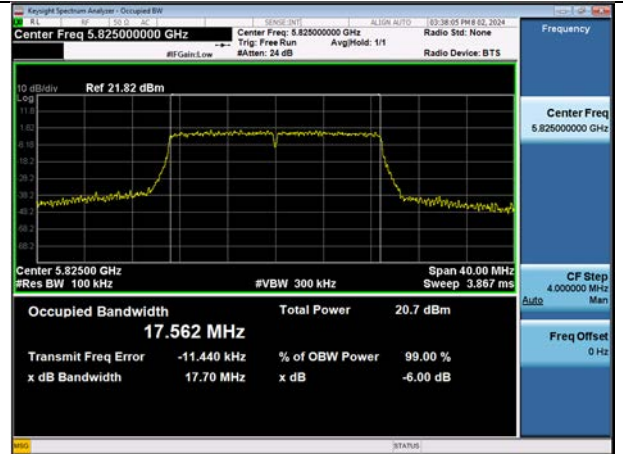 Keysight Spectrum Analyzer - Occupied BW
RL RF 50 Ω AC SENSE:INT ALIGN AUTO 03:38:05 PM 8 02, 2024
Center Freq 5.825000000 GHz Center Freq: 5.825000000 GHz Radio Std: None Frequency
Trig: Free Run Avg|Hold: 1/1
#IFGain:Low #Atten: 24 dB Radio Device: BTS
10 dB/div Ref 21.82 dBm
Log
11.8
1.82
-8.18
-18.2
-28.2
-38.2
-48.2
-58.2
-68.2
Center Freq
5.825000000 GHz
Center 5.82500 GHz Span 40.00 MHz
#Res BW 100 kHz #VBW 300 kHz Sweep 3.867 ms
CF Step
4.000000 MHz
Auto Man
Occupied Bandwidth Total Power 20.7 dBm
17.562 MHz
Freq Offset
0 Hz
Transmit Freq Error -11.440 kHz % of OBW Power 99.00 %
x dB Bandwidth 17.70 MHz x dB -6.00 dB
MSG STATUS